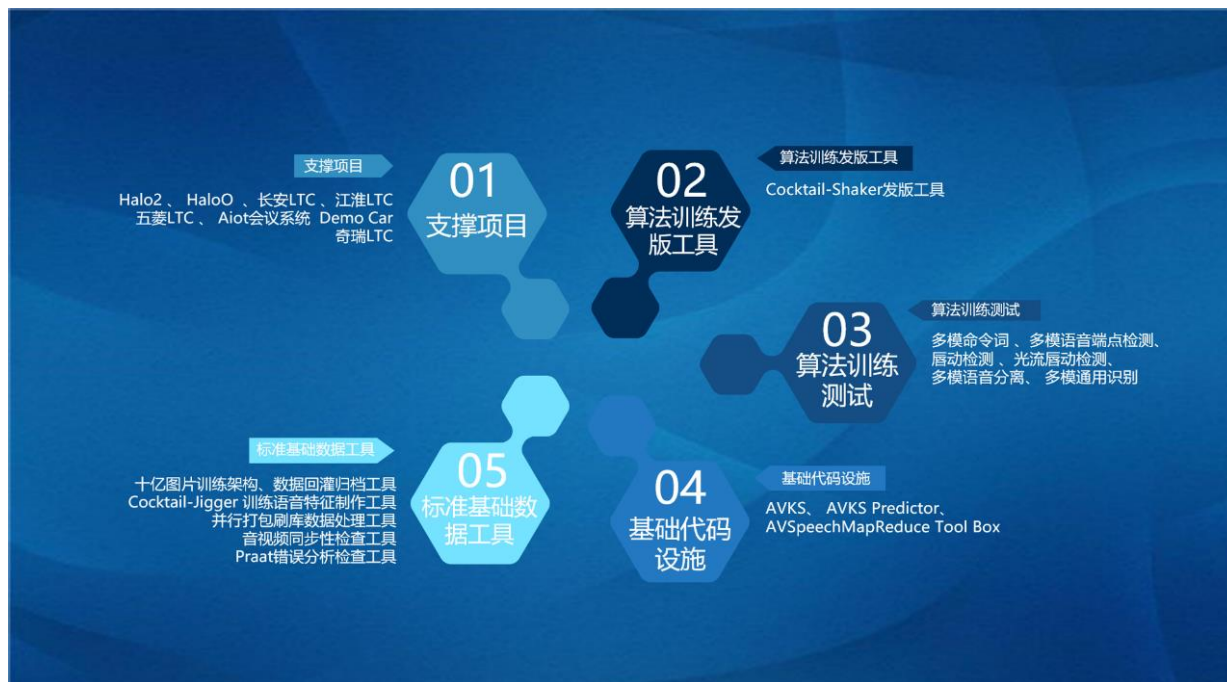 支撑项目
Halo2 、 HaloO 、长安LTC 、江淮LTC
五菱LTC 、 Aiot会议系统 Demo Car
奇瑞LTC
01
支撑项目
02
算法训练发
版工具
算法训练发版工具
Cocktail-Shaker发版工具
03
算法训练
测试
算法训练测试
多模命令词 、多模语音端点检测、
唇动检测 、光流唇动检测、
多模语音分离、 多模通用识别
04
基础代码
设施
基础代码设施
AVKS、 AVKS Predictor、
AVSpeechMapReduce Tool Box
05
标准基础数
据工具
标准基础数据工具
十亿图片训练架构、数据回灌归档工具
Cocktail-Jigger 训练语音特征制作工具
并行打包刷库数据处理工具
音视频同步性检查工具
Praat错误分析检查工具